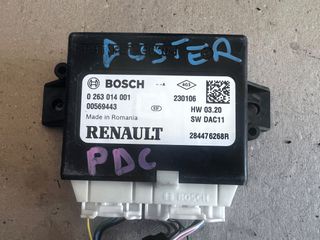 DUSTER
BOSCH
0 263 014 001
00569443
230106
HW 03.20
SW DAC11
Made in Romania
RENAULT
284476268R
PDC
BOSCH